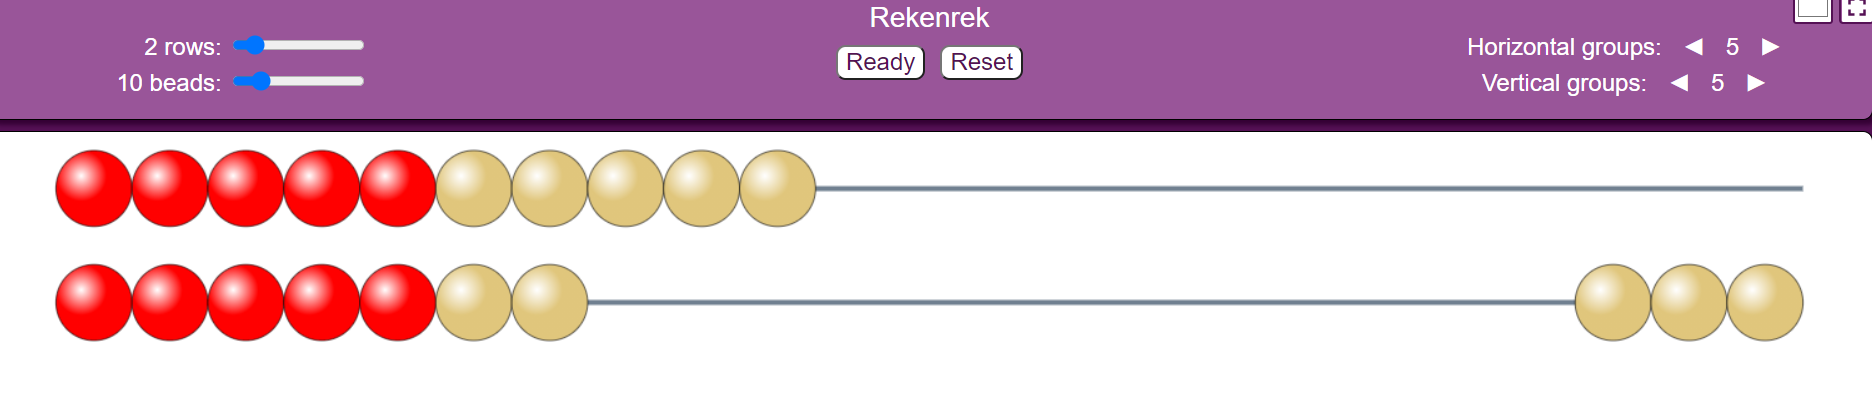 Rekenrek
2 rows:
10 beads:
Ready Reset
Horizontal groups: ◀ 5 ▶
Vertical groups: ◀ 5 ▶